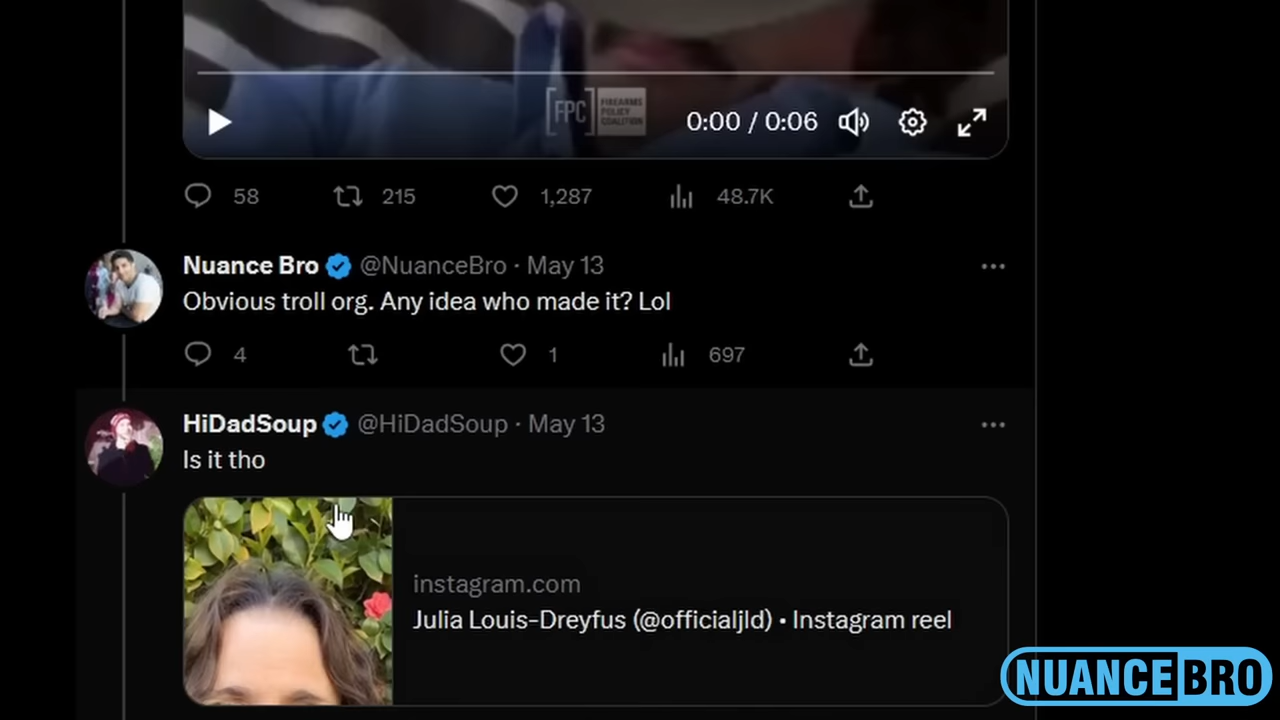 [FPC] FIREARMS
POLICY
COALITION
0:00 / 0:06
58 215 1,287 48.7K
Nuance Bro @NuanceBro · May 13
Obvious troll org. Any idea who made it? Lol
4 1 697
HiDadSoup @HiDadSoup · May 13
Is it tho
instagram.com
Julia Louis-Dreyfus (@officialjld) • Instagram reel
NUANCE BRO